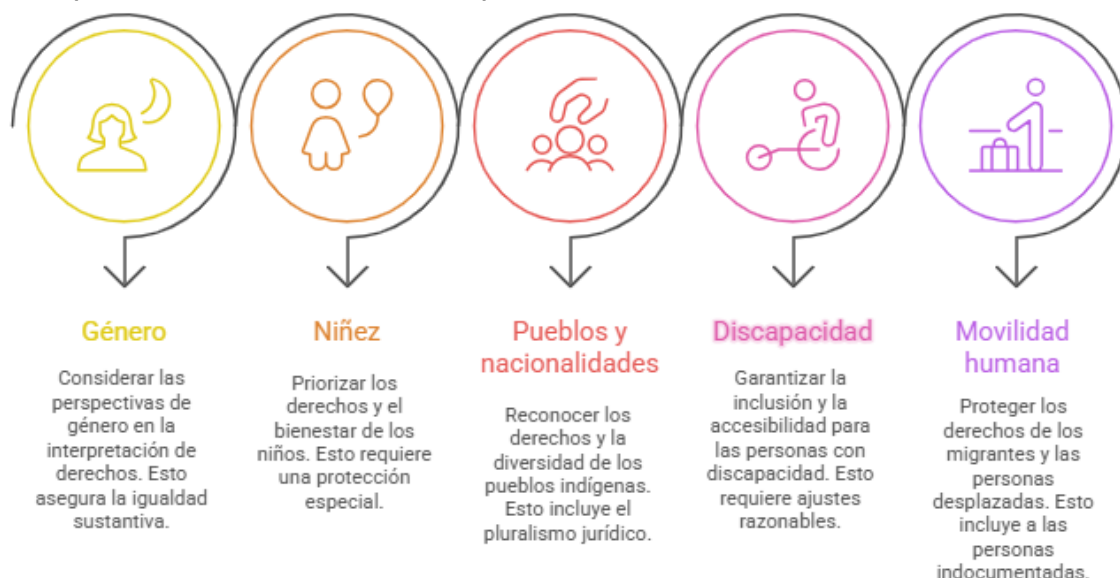 Género
Considerar las
perspectivas de
género en la
interpretación de
derechos. Esto
asegura la igualdad
sustantiva.
Niñez
Priorizar los
derechos y el
bienestar de los
niños. Esto requiere
una protección
especial.
Pueblos y
nacionalidades
Reconocer los
derechos y la
diversidad de los
pueblos indígenas.
Esto incluye el
pluralismo jurídico.
Discapacidad
Garantizar la
inclusión y la
accesibilidad para
las personas con
discapacidad. Esto
requiere ajustes
razonables.
Movilidad
humana
Proteger los
derechos de los
migrantes y las
personas
desplazadas. Esto
incluye a las
personas
indocumentadas.